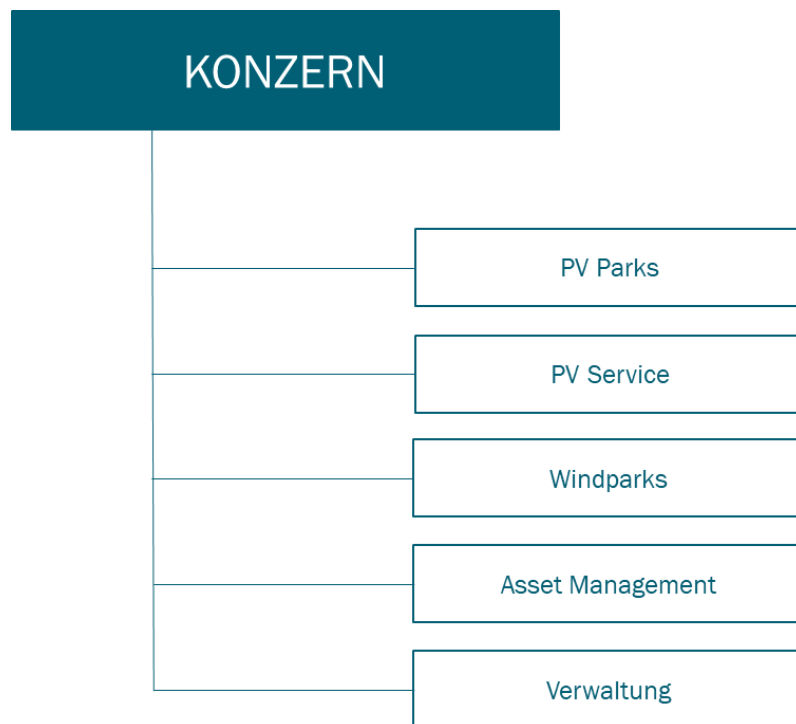 KONZERN
PV Parks
PV Service
Windparks
Asset Management
Verwaltung